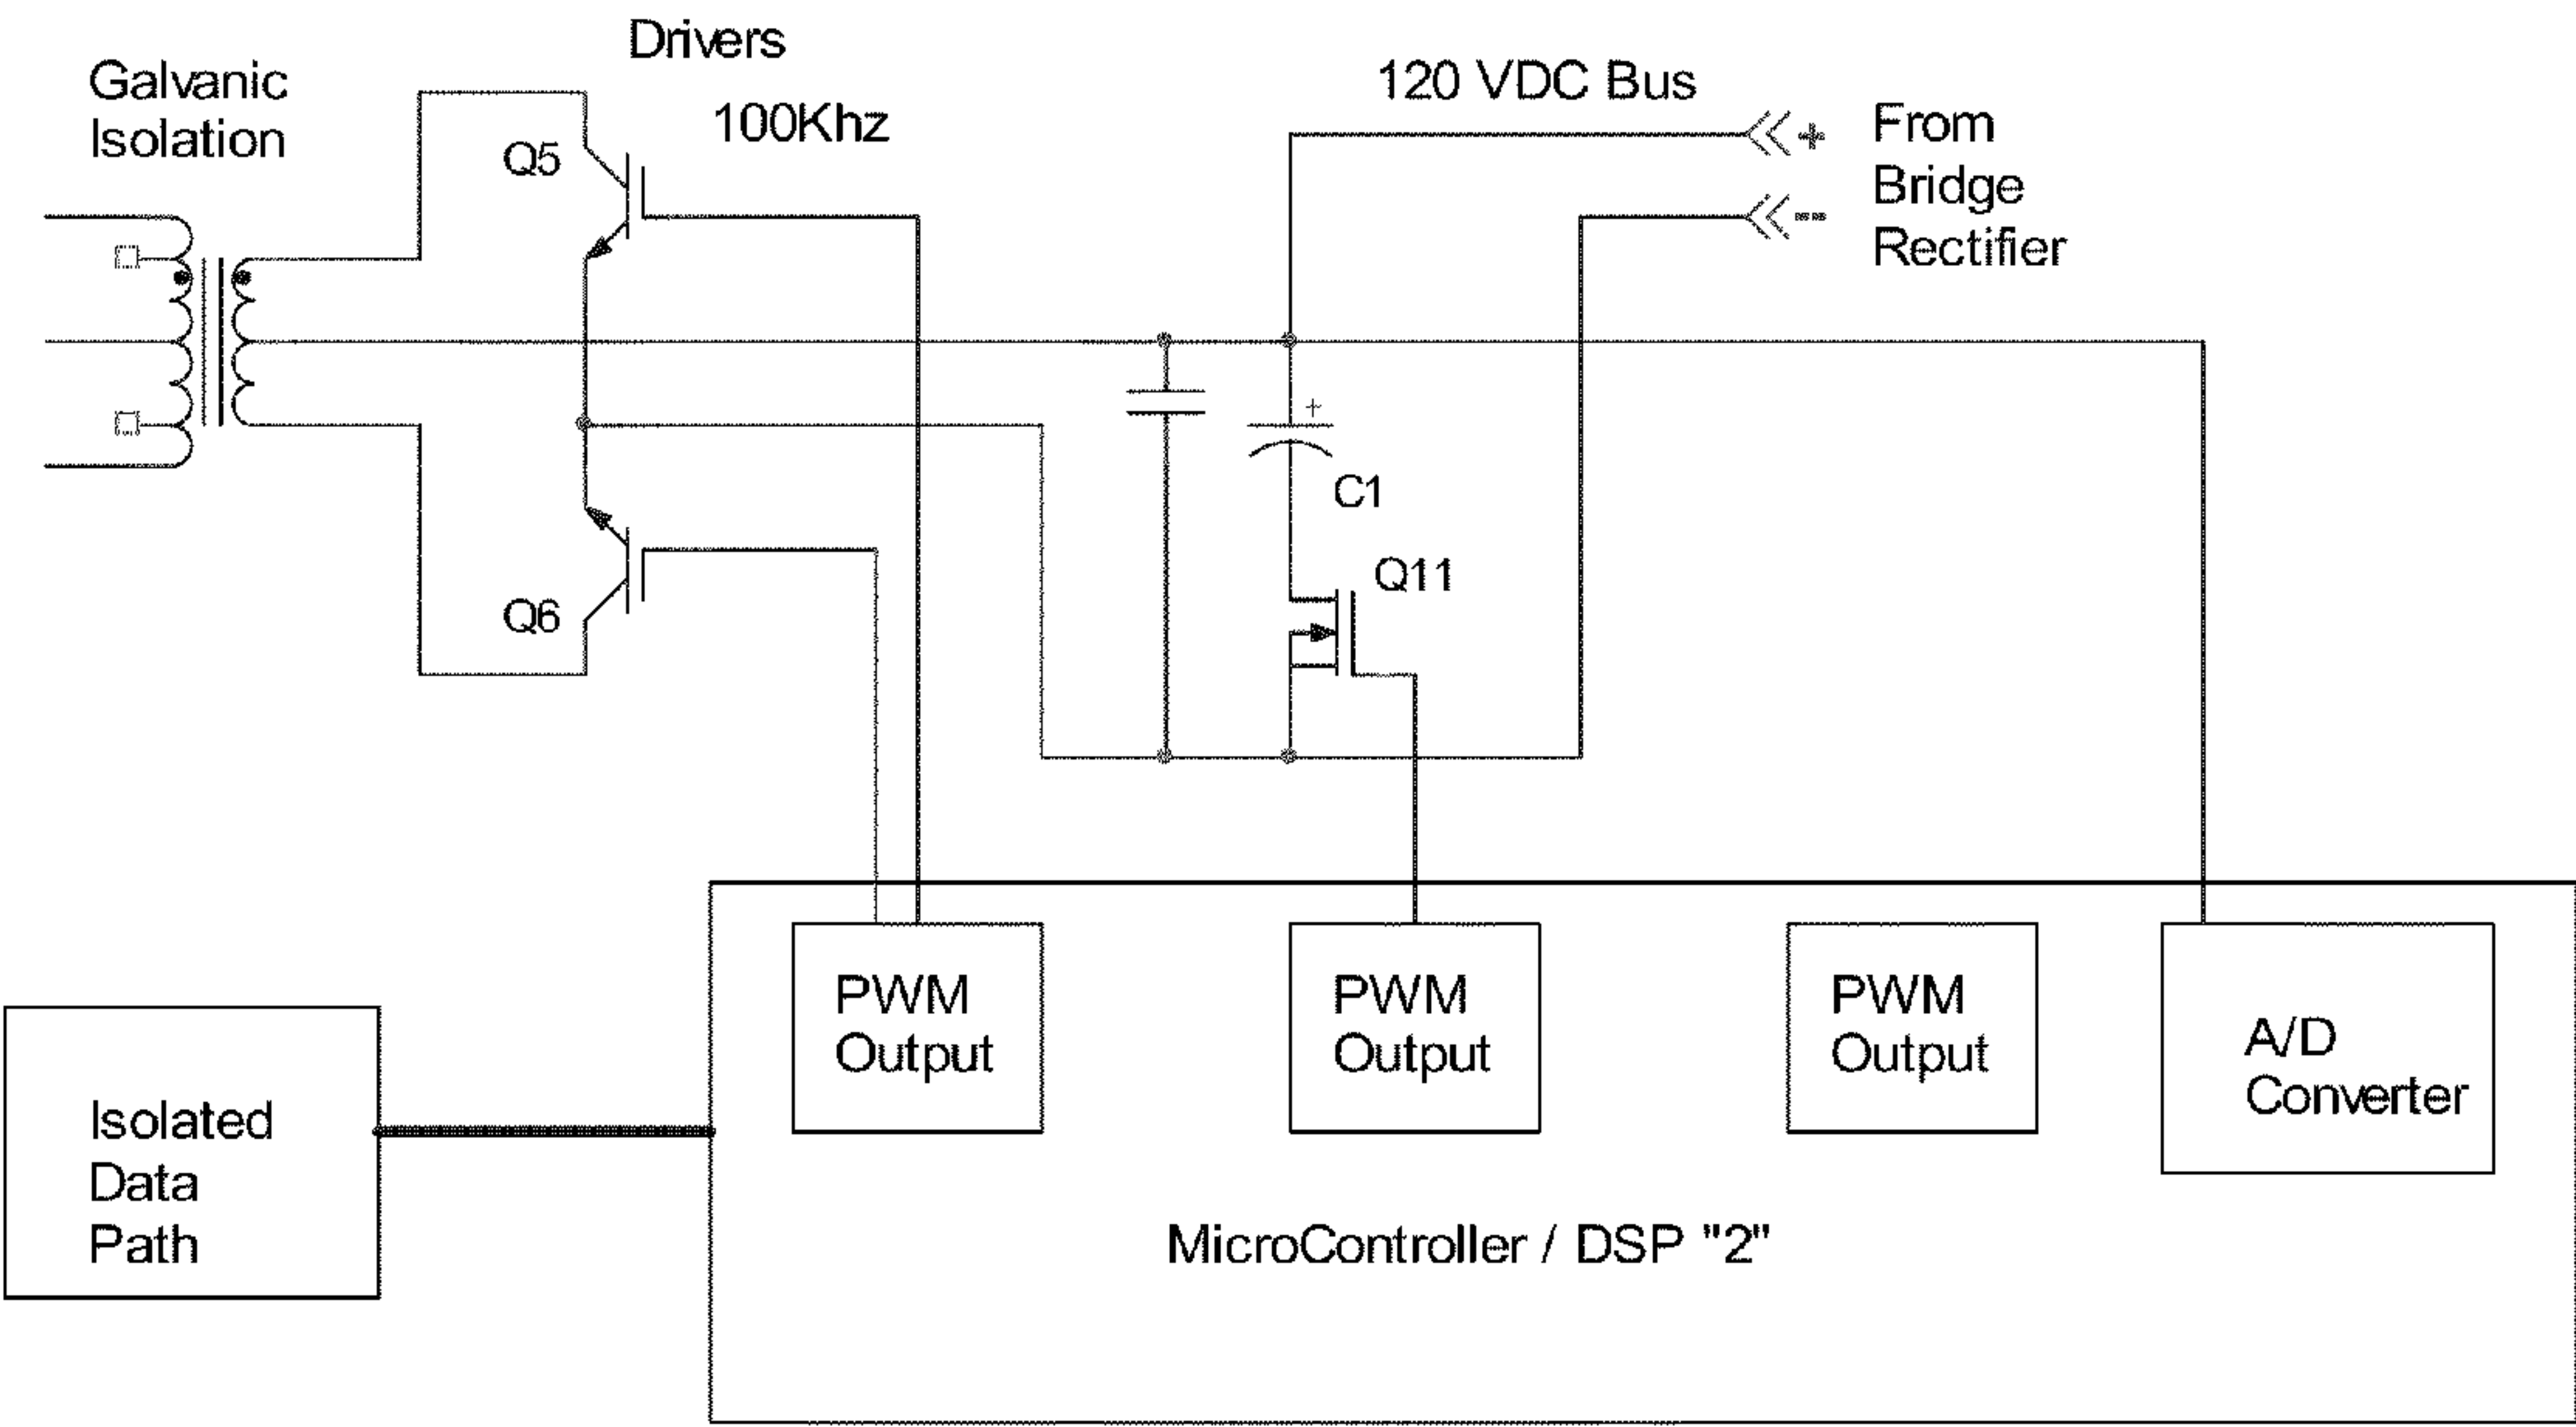 Drivers
100Khz
Galvanic
Isolation
120 VDC Bus
+
From
Bridge
Rectifier
--
Q5
+
C1
Q11
Q6
PWM
Output
PWM
Output
PWM
Output
A/D
Converter
Isolated
Data
Path
MicroController / DSP "2"